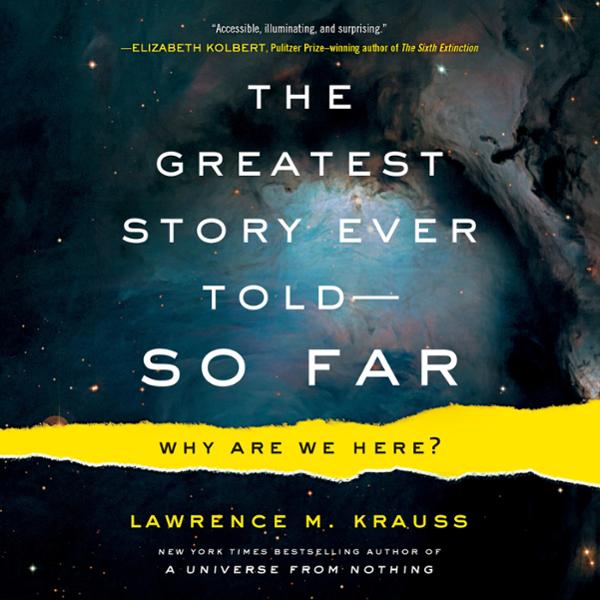 "Accessible, illuminating, and surprising."
—ELIZABETH KOLBERT, Pulitzer Prize–winning author of The Sixth Extinction
THE
GREATEST
STORY EVER
TOLD—
SO FAR
WHY ARE WE HERE?
LAWRENCE M. KRAUSS
NEW YORK TIMES BESTSELLING AUTHOR OF
A UNIVERSE FROM NOTHING